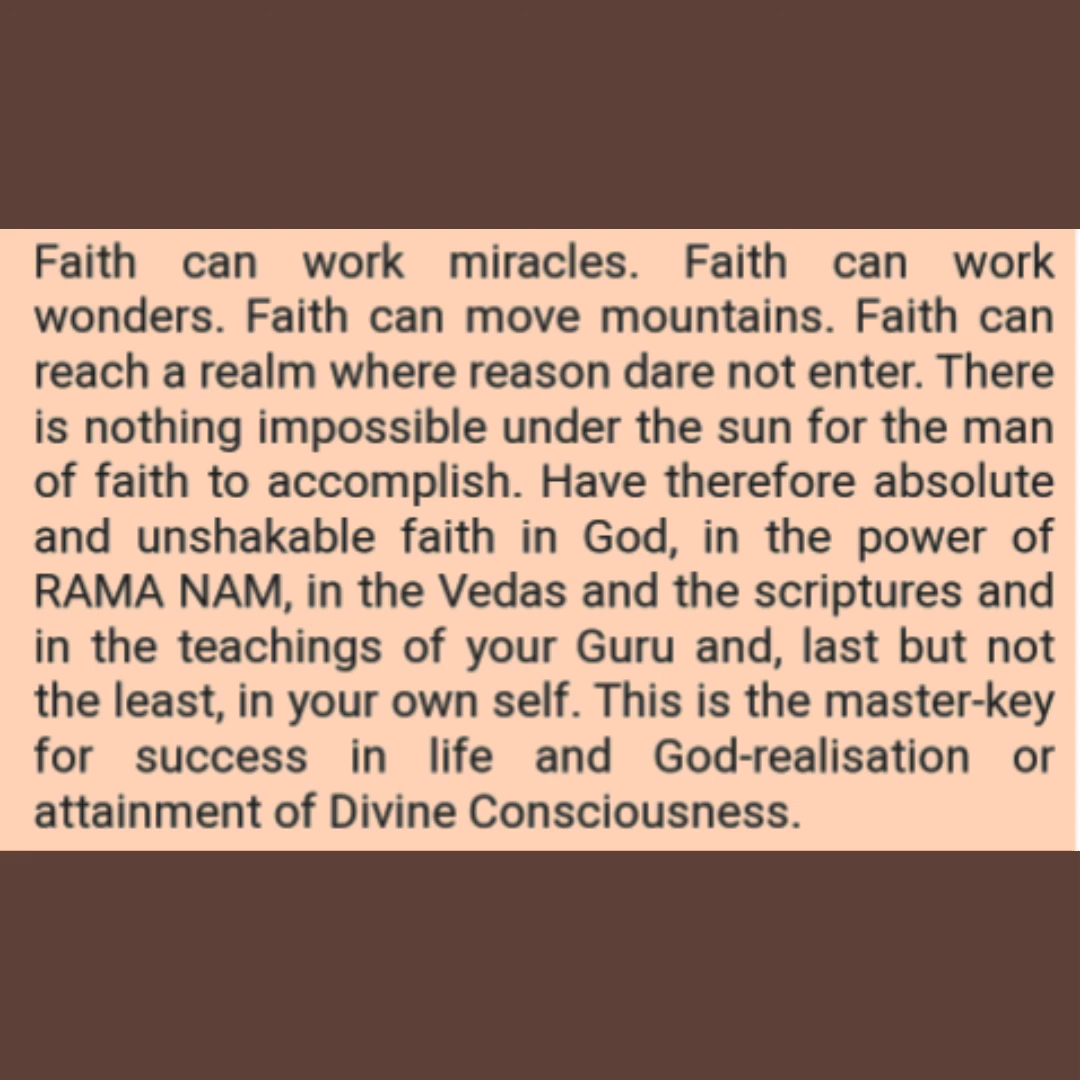 Faith can work miracles. Faith can work
wonders. Faith can move mountains. Faith can
reach a realm where reason dare not enter. There
is nothing impossible under the sun for the man
of faith to accomplish. Have therefore absolute
and unshakable faith in God, in the power of
RAMA NAM, in the Vedas and the scriptures and
in the teachings of your Guru and, last but not
the least, in your own self. This is the master-key
for success in life and God-realisation or
attainment of Divine Consciousness.